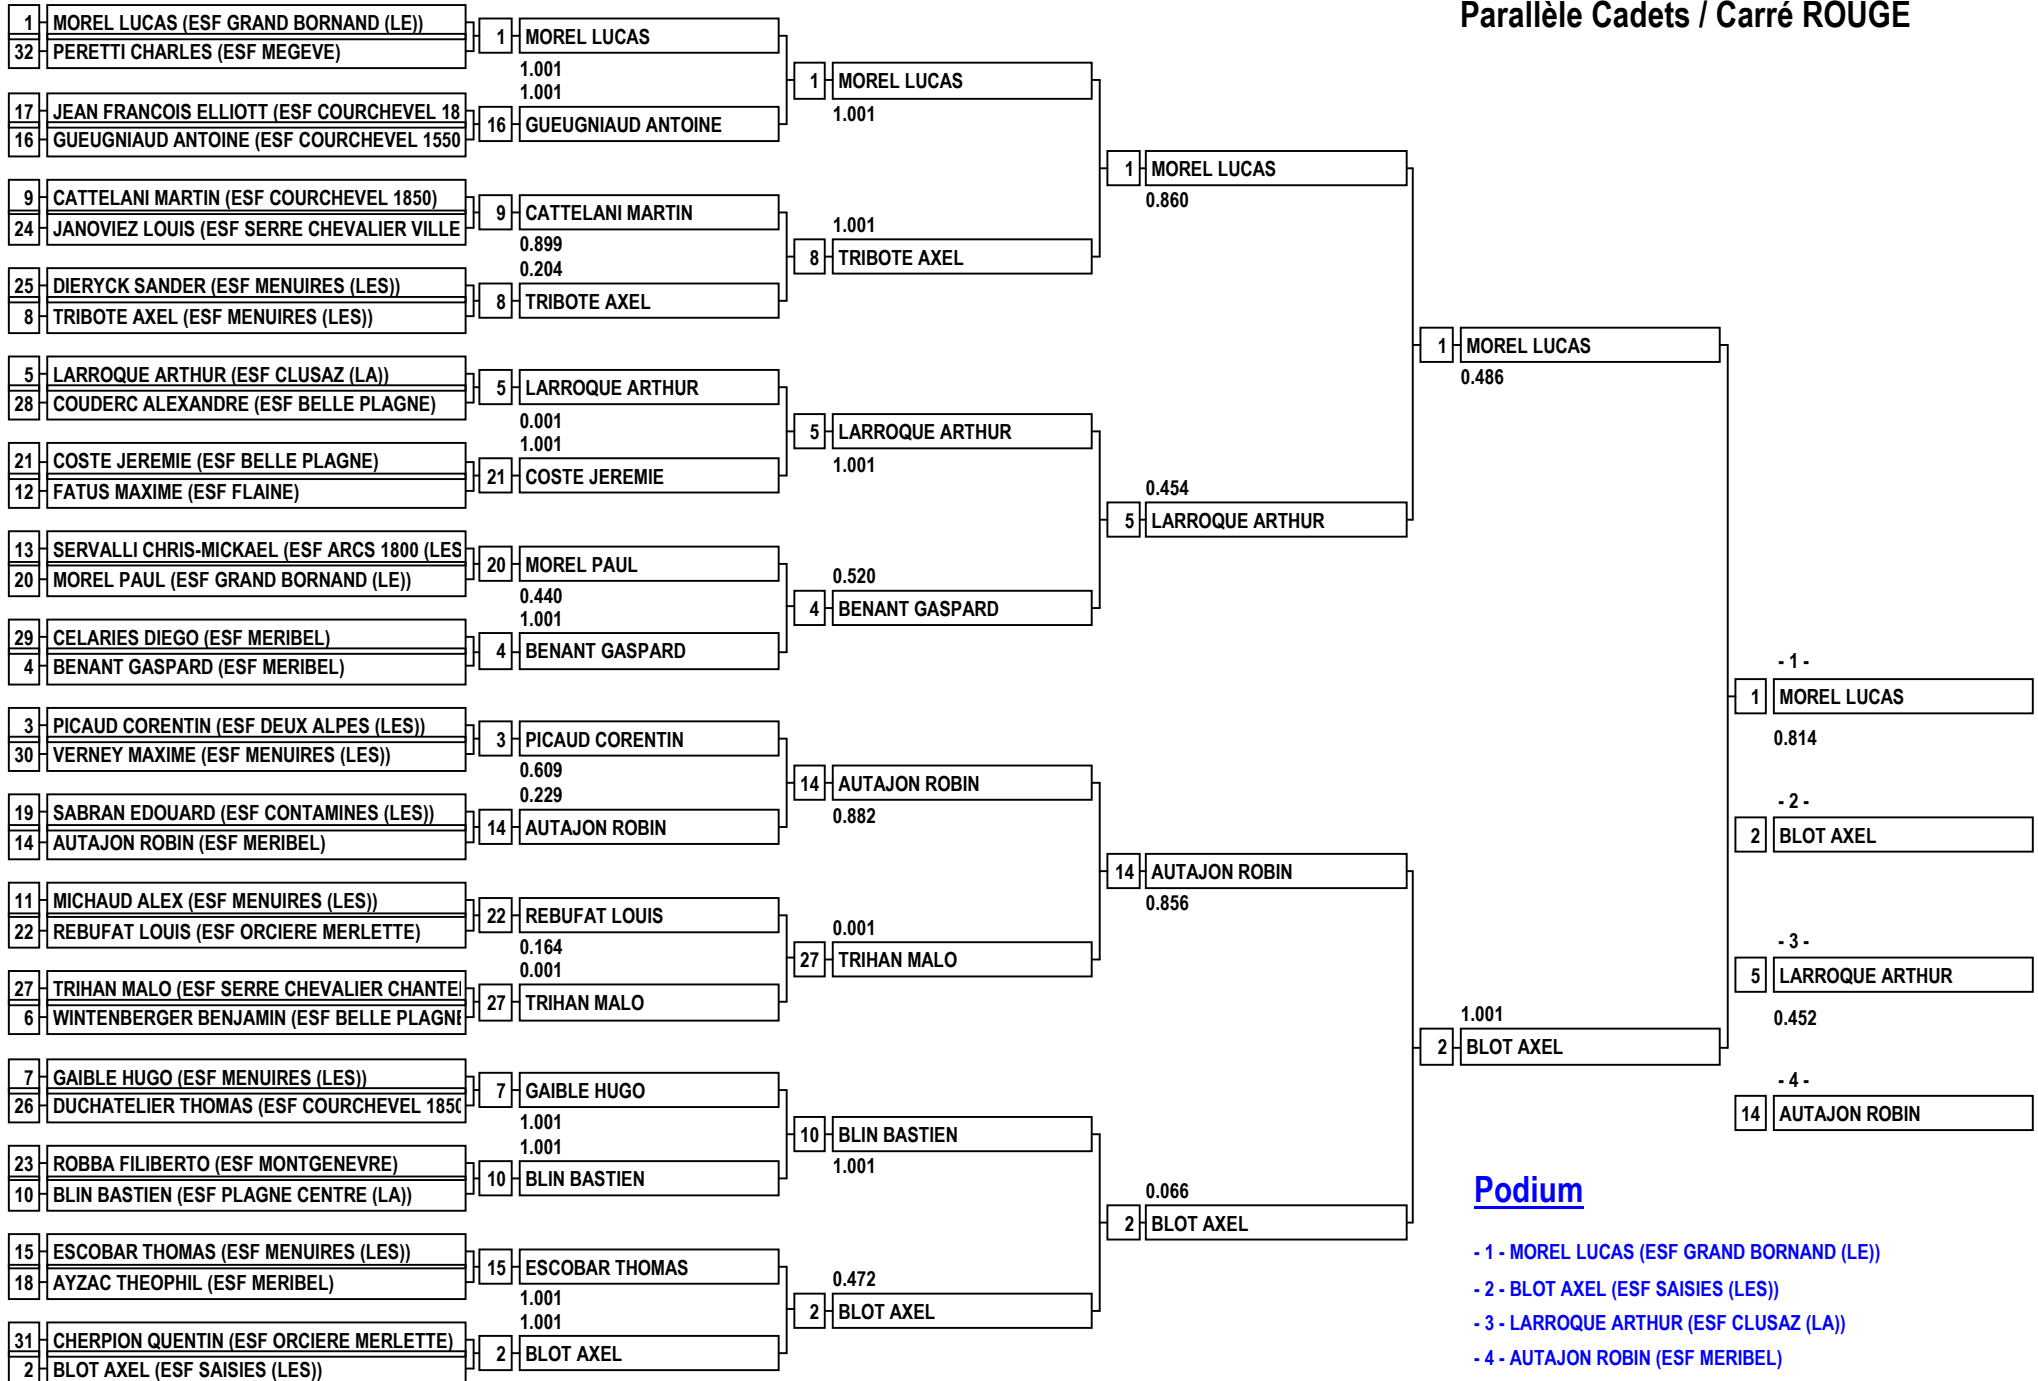 Parallèle Cadets / Carré ROUGE
1 MOREL LUCAS (ESF GRAND BORNAND (LE))
32 PERETTI CHARLES (ESF MEGEVE)
17 JEAN FRANCOIS ELLIOTT (ESF COURCHEVEL 18
16 GUEUGNIAUD ANTOINE (ESF COURCHEVEL 1550
9 CATTELANI MARTIN (ESF COURCHEVEL 1850)
24 JANOVIEZ LOUIS (ESF SERRE CHEVALIER VILLE
25 DIERYCK SANDER (ESF MENUIRES (LES))
8 TRIBOTE AXEL (ESF MENUIRES (LES))
5 LARROQUE ARTHUR (ESF CLUSAZ (LA))
28 COUDERC ALEXANDRE (ESF BELLE PLAGNE)
21 COSTE JEREMIE (ESF BELLE PLAGNE)
12 FATUS MAXIME (ESF FLAINE)
13 SERVALLI CHRIS-MICKAEL (ESF ARCS 1800 (LES
20 MOREL PAUL (ESF GRAND BORNAND (LE))
29 CELARIES DIEGO (ESF MERIBEL)
4 BENANT GASPARD (ESF MERIBEL)
3 PICAUD CORENTIN (ESF DEUX ALPES (LES))
30 VERNEY MAXIME (ESF MENUIRES (LES))
19 SABRAN EDOUARD (ESF CONTAMINES (LES))
14 AUTAJON ROBIN (ESF MERIBEL)
11 MICHAUD ALEX (ESF MENUIRES (LES))
22 REBUFAT LOUIS (ESF ORCIERE MERLETTE)
27 TRIHAN MALO (ESF SERRE CHEVALIER CHANTE
6 WINTENBERGER BENJAMIN (ESF BELLE PLAGNE
7 GAIBLE HUGO (ESF MENUIRES (LES))
26 DUCHATELIER THOMAS (ESF COURCHEVEL 1850
23 ROBBA FILIBERTO (ESF MONTGENEVRE)
10 BLIN BASTIEN (ESF PLAGNE CENTRE (LA))
15 ESCOBAR THOMAS (ESF MENUIRES (LES))
18 AYZAC THEOPHIL (ESF MERIBEL)
31 CHERPION QUENTIN (ESF ORCIERE MERLETTE)
2 BLOT AXEL (ESF SAISIES (LES))
1 MOREL LUCAS
1.001
1.001
16 GUEUGNIAUD ANTOINE
9 CATTELANI MARTIN
0.899
0.204
8 TRIBOTE AXEL
5 LARROQUE ARTHUR
0.001
1.001
21 COSTE JEREMIE
20 MOREL PAUL
0.440
1.001
4 BENANT GASPARD
3 PICAUD CORENTIN
0.609
0.229
14 AUTAJON ROBIN
22 REBUFAT LOUIS
0.164
0.001
27 TRIHAN MALO
7 GAIBLE HUGO
1.001
1.001
10 BLIN BASTIEN
15 ESCOBAR THOMAS
1.001
1.001
2 BLOT AXEL
1 MOREL LUCAS
1.001
1.001
8 TRIBOTE AXEL
5 LARROQUE ARTHUR
1.001
0.520
4 BENANT GASPARD
14 AUTAJON ROBIN
0.882
0.001
27 TRIHAN MALO
10 BLIN BASTIEN
1.001
0.472
2 BLOT AXEL
1 MOREL LUCAS
0.860
0.454
5 LARROQUE ARTHUR
14 AUTAJON ROBIN
0.856
0.066
2 BLOT AXEL
1 MOREL LUCAS
0.486
1.001
2 BLOT AXEL
- 1 -
1 MOREL LUCAS
0.814
- 2 -
2 BLOT AXEL
- 3 -
5 LARROQUE ARTHUR
0.452
- 4 -
14 AUTAJON ROBIN
Podium
- 1 - MOREL LUCAS (ESF GRAND BORNAND (LE))
- 2 - BLOT AXEL (ESF SAISIES (LES))
- 3 - LARROQUE ARTHUR (ESF CLUSAZ (LA))
- 4 - AUTAJON ROBIN (ESF MERIBEL)